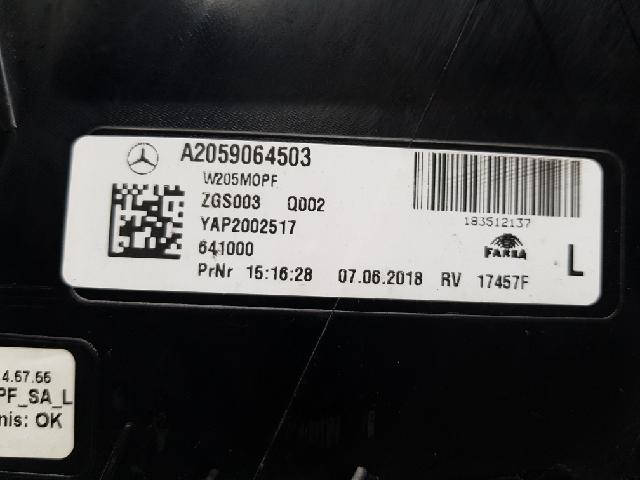 A2059064503
W205MOPF
ZGS003 Q002
YAP2002517
641000
PrNr 15:16:28 07.06.2018 RV 17457F
183512137
FARBA
L
4.57.55
PF_SA_L
nis: OK